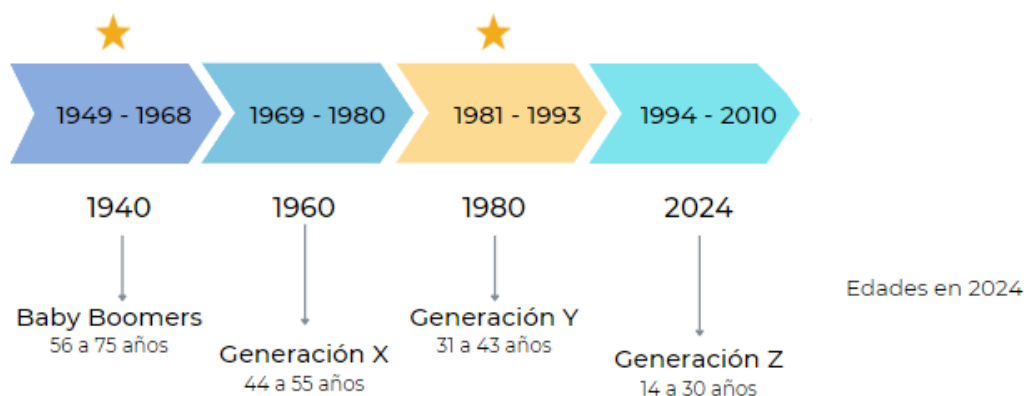 1949 - 1968
1969 - 1980
1981 - 1993
1994 - 2010
1940
1960
1980
2024
Baby Boomers
56 a 75 años
Generación X
44 a 55 años
Generación Y
31 a 43 años
Generación Z
14 a 30 años
Edades en 2024